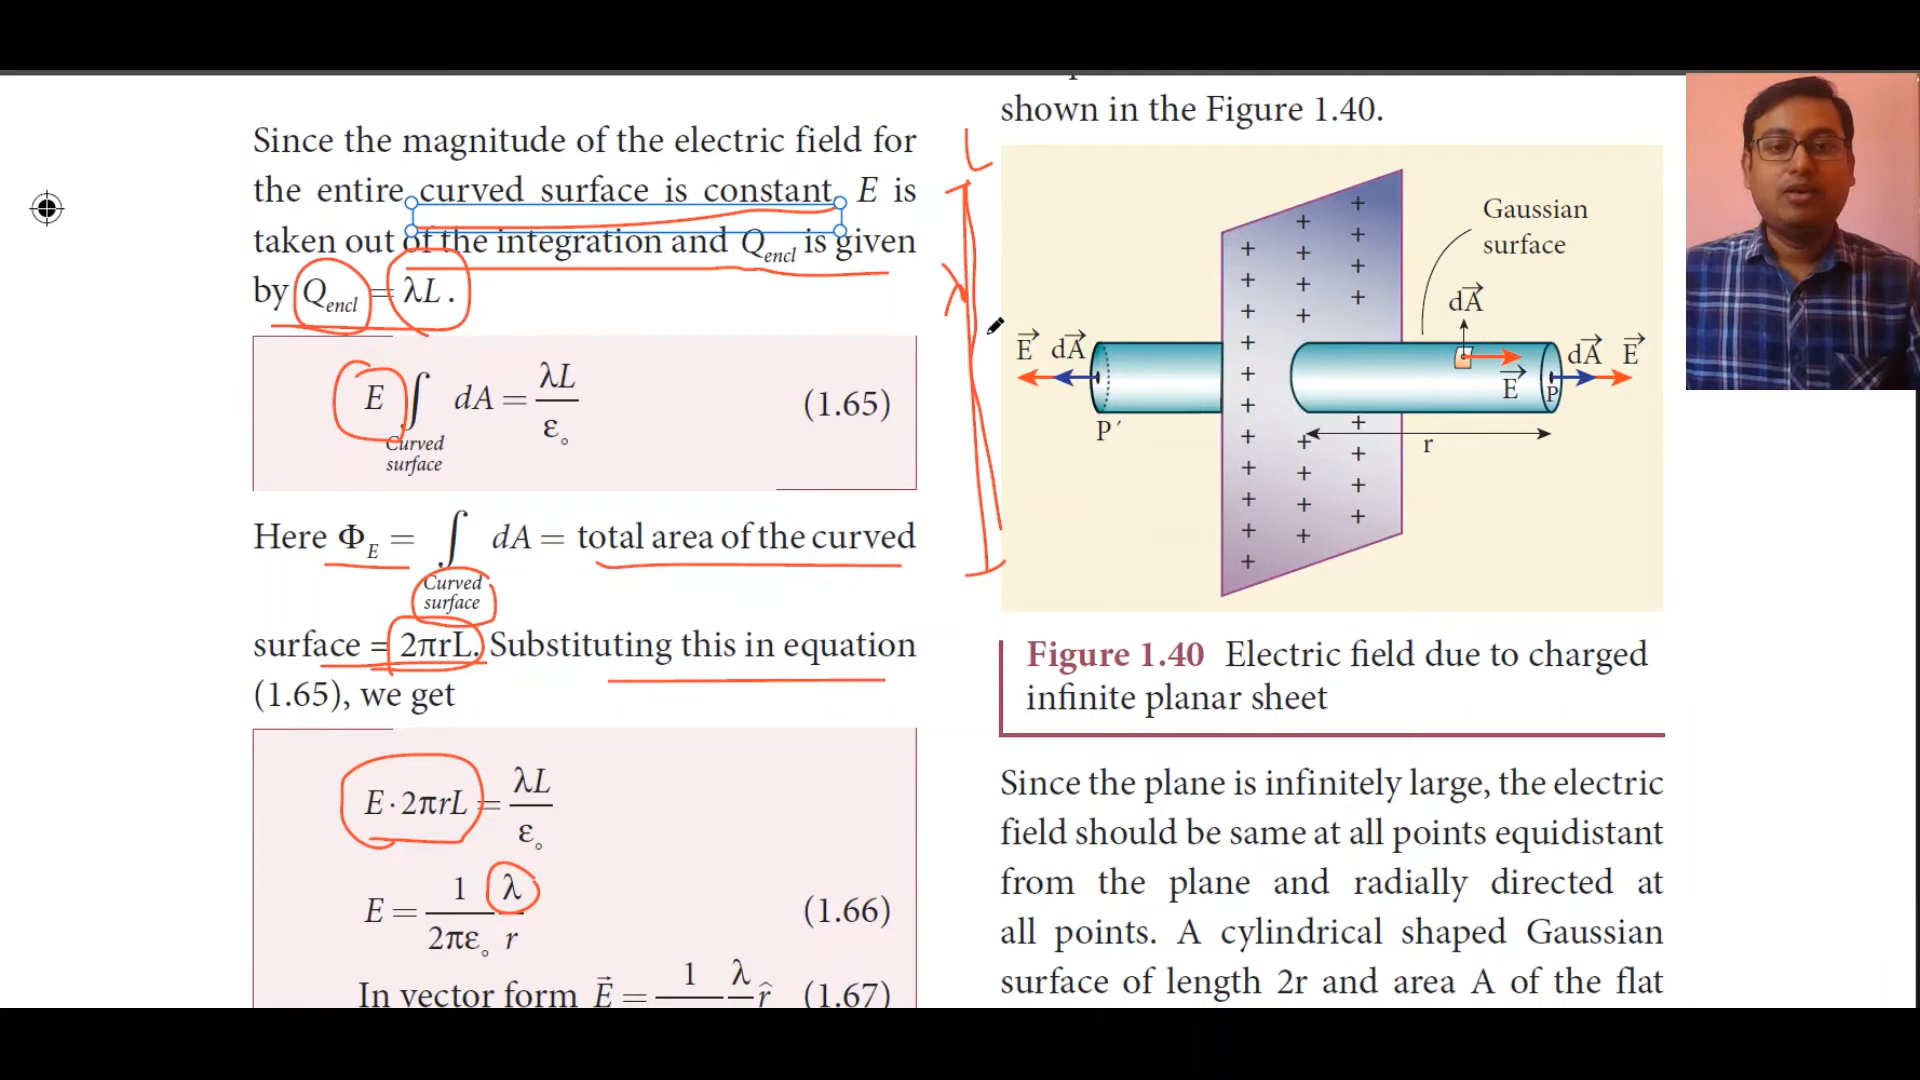 Since the magnitude of the electric field for
the entire curved surface is constant, E is
taken out of the integration and Qencl is given
by Qencl = λL.
E ∫ dA = λL / ε° (1.65)
Curved
surface
Here ΦE = ∫ dA = total area of the curved
Curved
surface
surface = 2πrL. Substituting this in equation
(1.65), we get
E · 2πrL = λL / ε°
E = 1 / 2πε° λ / r (1.66)
In vector form E⃗ = 1 λ r̂ (1.67)
shown in the Figure 1.40.
L
λ
Gaussian
surface
dA⃗
E⃗ dA⃗
dA⃗ E⃗
E⃗ P
P′
r
+ + + + + + + + + + +
+ + + + + + + +
+ + + + + + + +
Figure 1.40 Electric field due to charged
infinite planar sheet
Since the plane is infinitely large, the electric
field should be same at all points equidistant
from the plane and radially directed at
all points. A cylindrical shaped Gaussian
surface of length 2r and area A of the flat